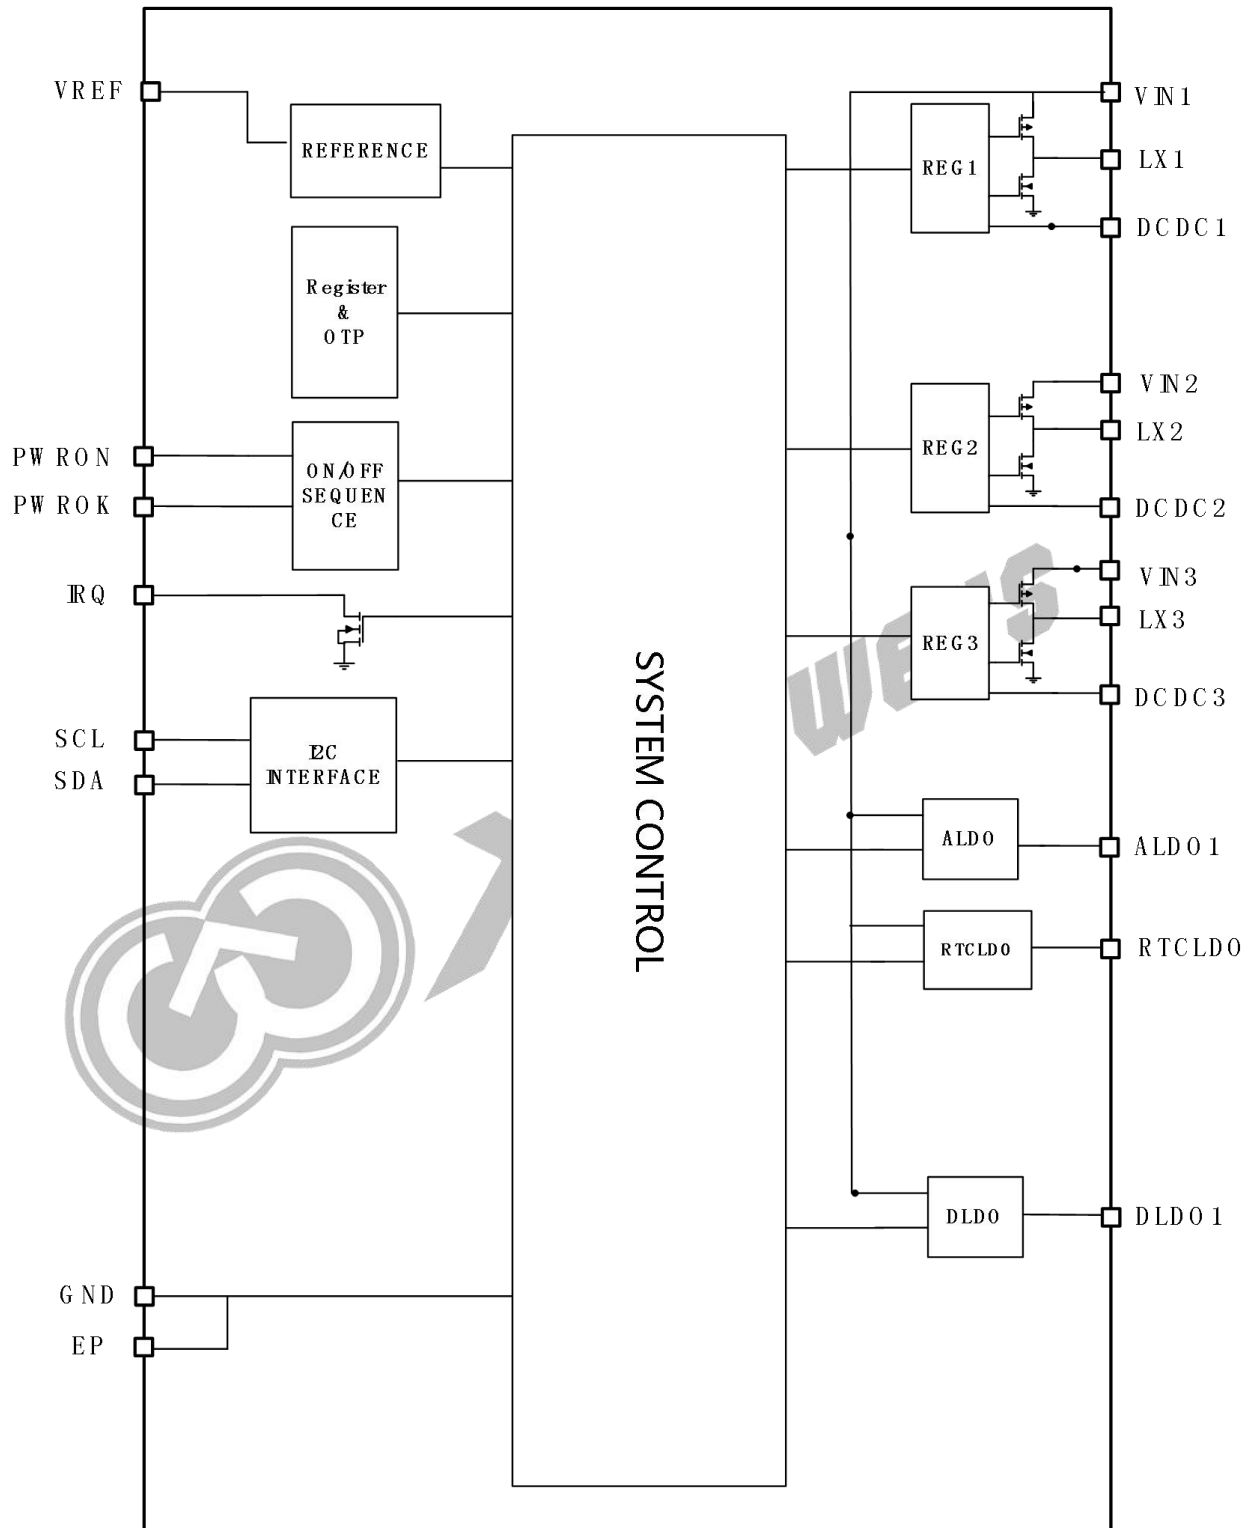 VREF
REFERENCE
Register
&
OTP
PWRON
PWROK
ON/OFF
SEQUEN
CE
IRQ
SCL
SDA
I2C
INTERFACE
GND
EP
SYSTEM CONTROL
VIN1
REG1
LX1
DCDC1
VIN2
REG2
LX2
DCDC2
VIN3
REG3
LX3
DCDC3
ALDO
ALDO1
RTCLDO
RTCLDO
DLDO
DLDO1